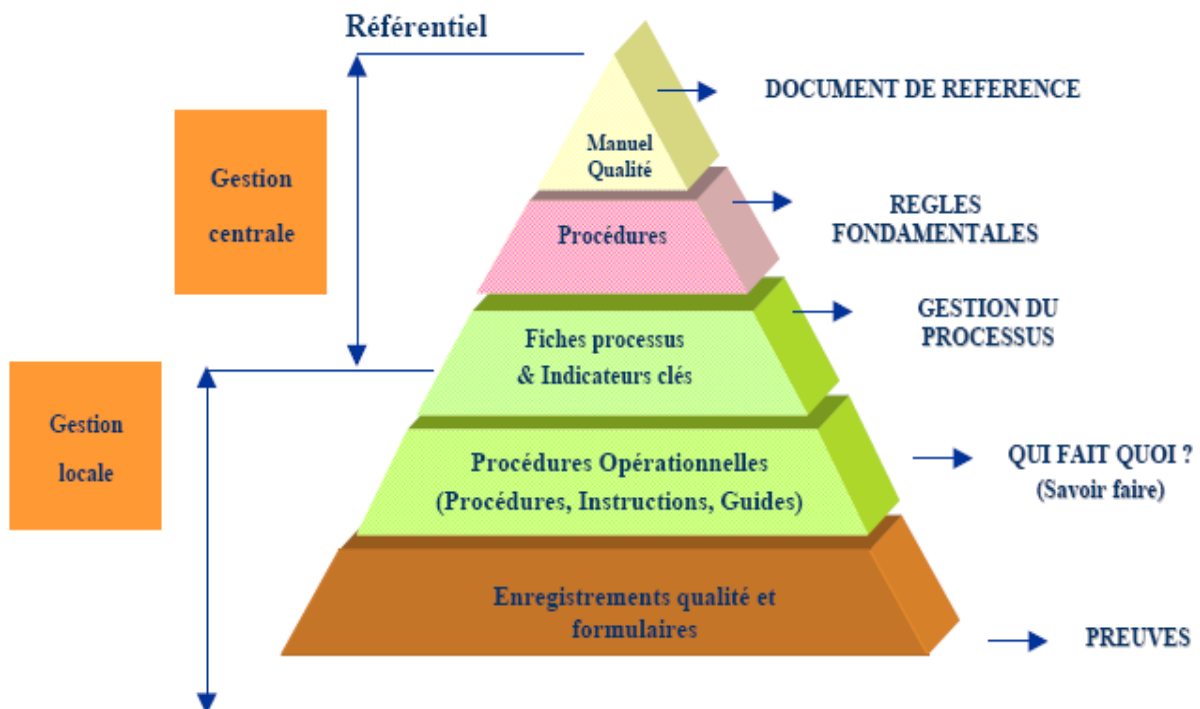 Référentiel
DOCUMENT DE REFERENCE
Manuel
Qualité
Gestion
centrale
REGLES
FONDAMENTALES
Procédures
GESTION DU
PROCESSUS
Fiches processus
& Indicateurs clés
Gestion
locale
Procédures Opérationnelles
(Procédures, Instructions, Guides)
QUI FAIT QUOI ?
(Savoir faire)
Enregistrements qualité et
formulaires
PREUVES